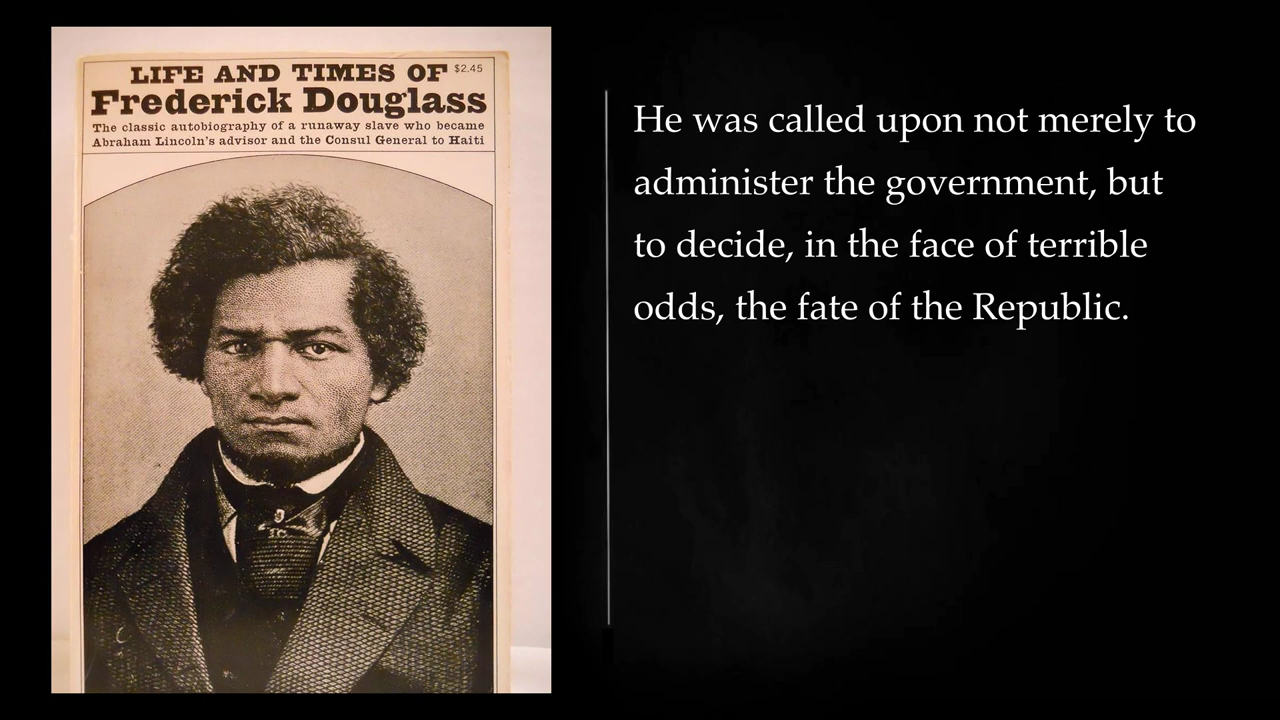 LIFE AND TIMES OF $2.45
Frederick Douglass
The classic autobiography of a runaway slave who became
Abraham Lincoln's advisor and the Consul General to Haiti
He was called upon not merely to
administer the government, but
to decide, in the face of terrible
odds, the fate of the Republic.